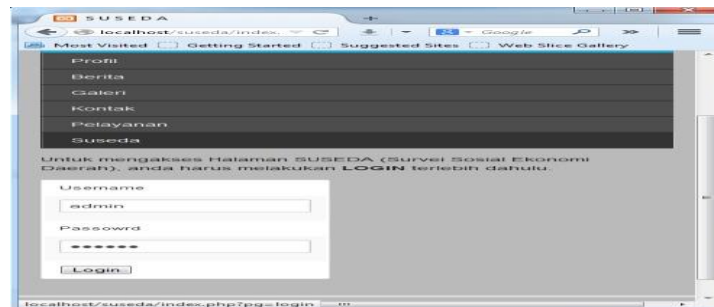 SUSEDA
localhost/suseda/index.
Google
Most Visited Getting Started Suggested Sites Web Slice Gallery
Profil
Berita
Galeri
Kontak
Pelayanan
Suseda
Untuk mengakses Halaman SUSEDA (Survei Sosial Ekonomi
Daerah), anda harus melakukan LOGIN terlebih dahulu.
Username
admin
Passowrd
Login
localhost/suseda/index.php?pg=login